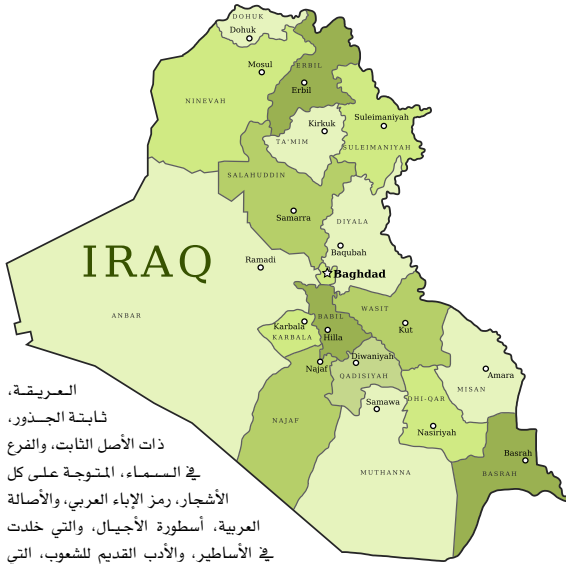 DOHUK
Dohuk
Mosul
ERBIL
Erbil
NINEVAH
Suleimaniyah
Kirkuk
TA'MIM
SULEIMANIYAH
SALAHUDDIN
Samarra
DIYALA
Baqubah
IRAQ
Ramadi
Baghdad
ANBAR
WASIT
BABIL
Karbala
Kut
KARBALA
Hilla
Diwaniyah
Najaf
QADISIYAH
Amara
MISAN
DHI-QAR
Samawa
NAJAF
Nasiriyah
Basrah
MUTHANNA
BASRAH
العريقة،
ثابتة الجذور،
ذات الأصل الثابت، والفرع
في السماء، المتوجة على كل
الأشجار، رمز الإباء العربي، والأصالة
العربية، أسطورة الأجيال، والتي خلدت
في الأساطير، والأدب القديم للشعوب، التي